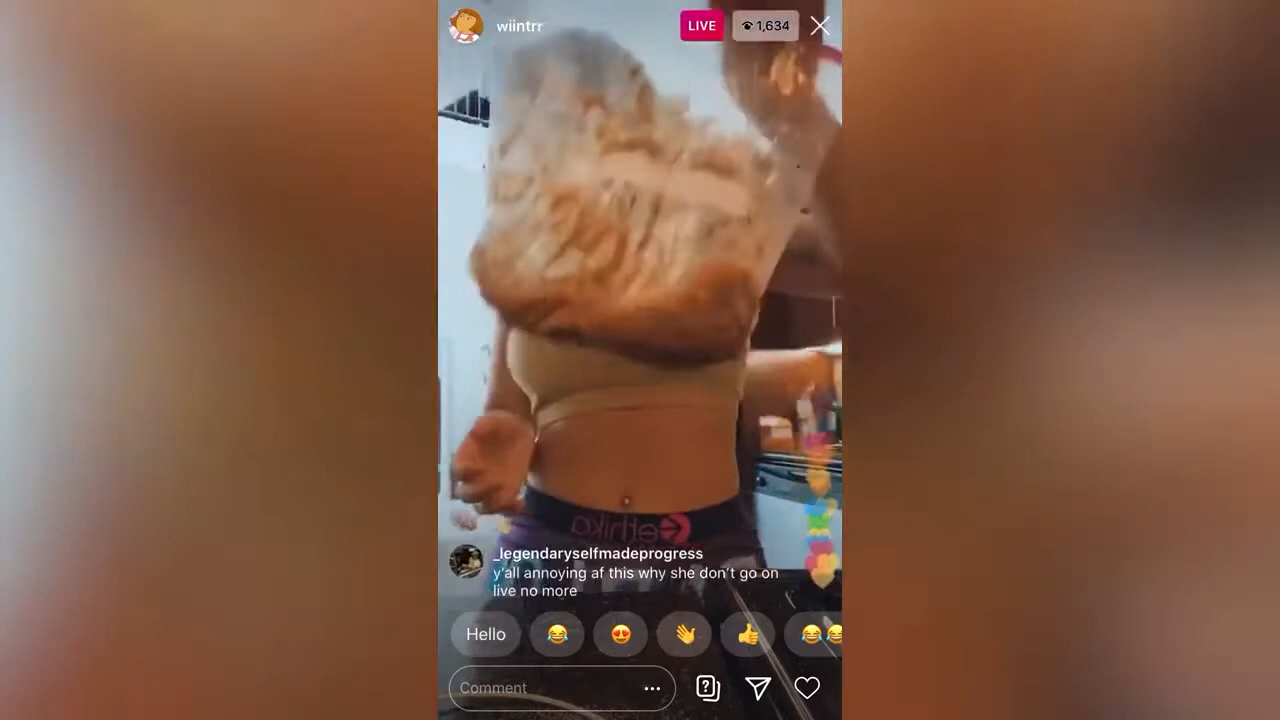 wiintrr
LIVE
1,634
ethika
_legendaryselfmadeprogress
y'all annoying af this why she don't go on
live no more
Hello
Comment